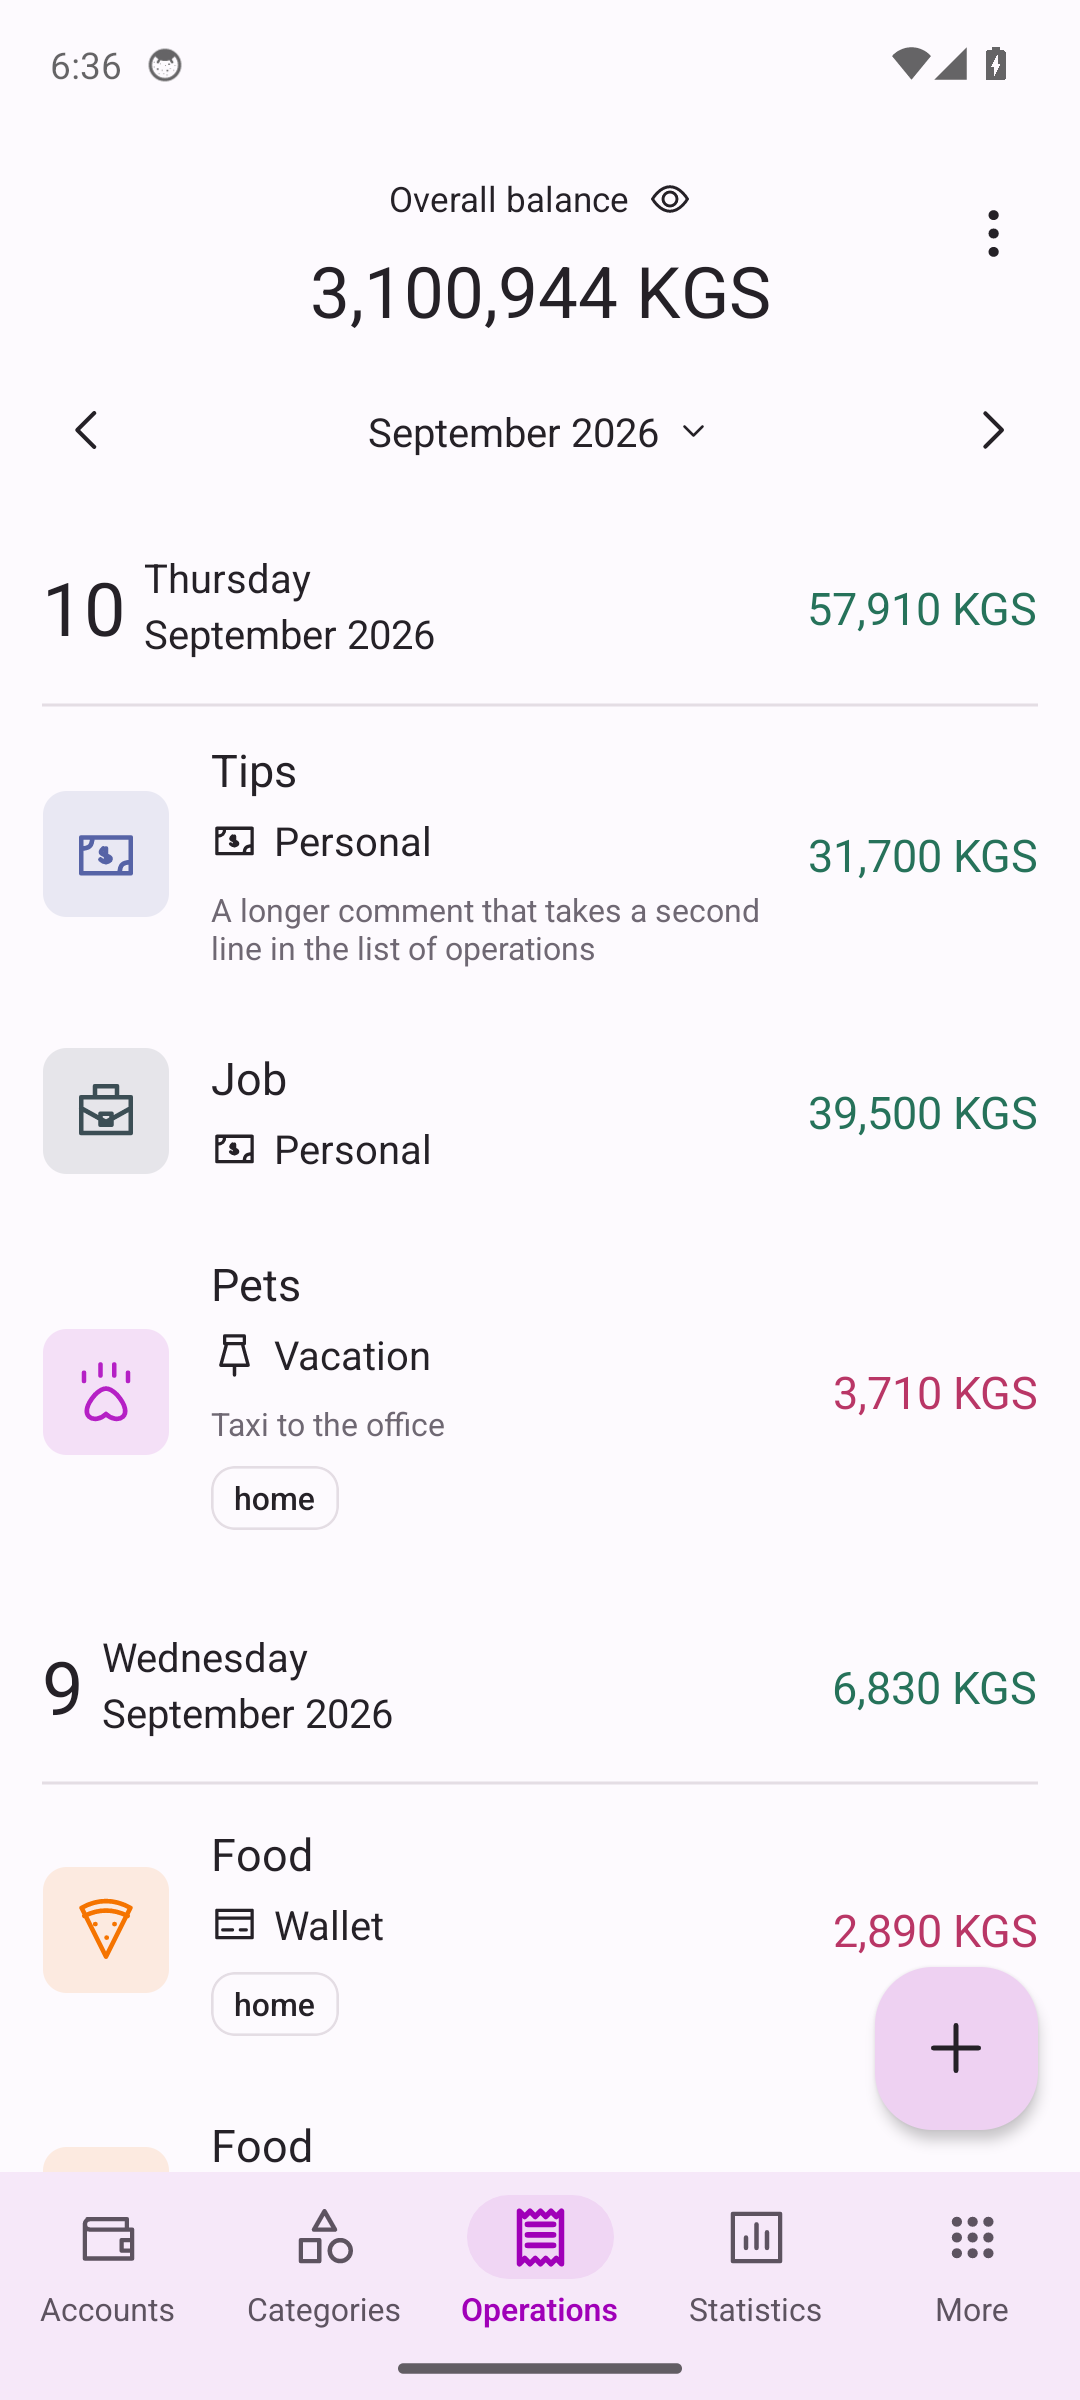 6:36
Overall balance
3,100,944 KGS
September 2026
10
Thursday
September 2026
57,910 KGS
Tips
Personal
A longer comment that takes a second
line in the list of operations
31,700 KGS
Job
Personal
39,500 KGS
Pets
Vacation
Taxi to the office
home
3,710 KGS
9
Wednesday
September 2026
6,830 KGS
Food
Wallet
home
2,890 KGS
Food
Accounts
Categories
Operations
Statistics
More